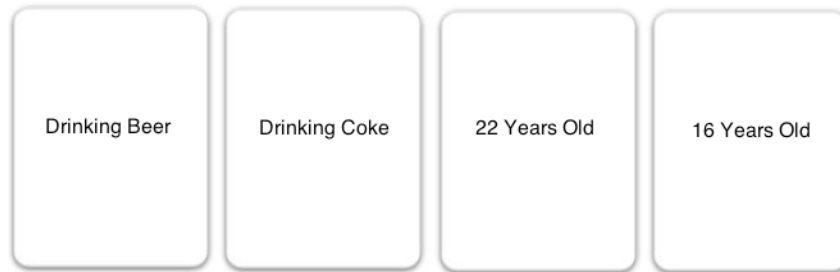 Drinking Beer
Drinking Coke
22 Years Old
16 Years Old